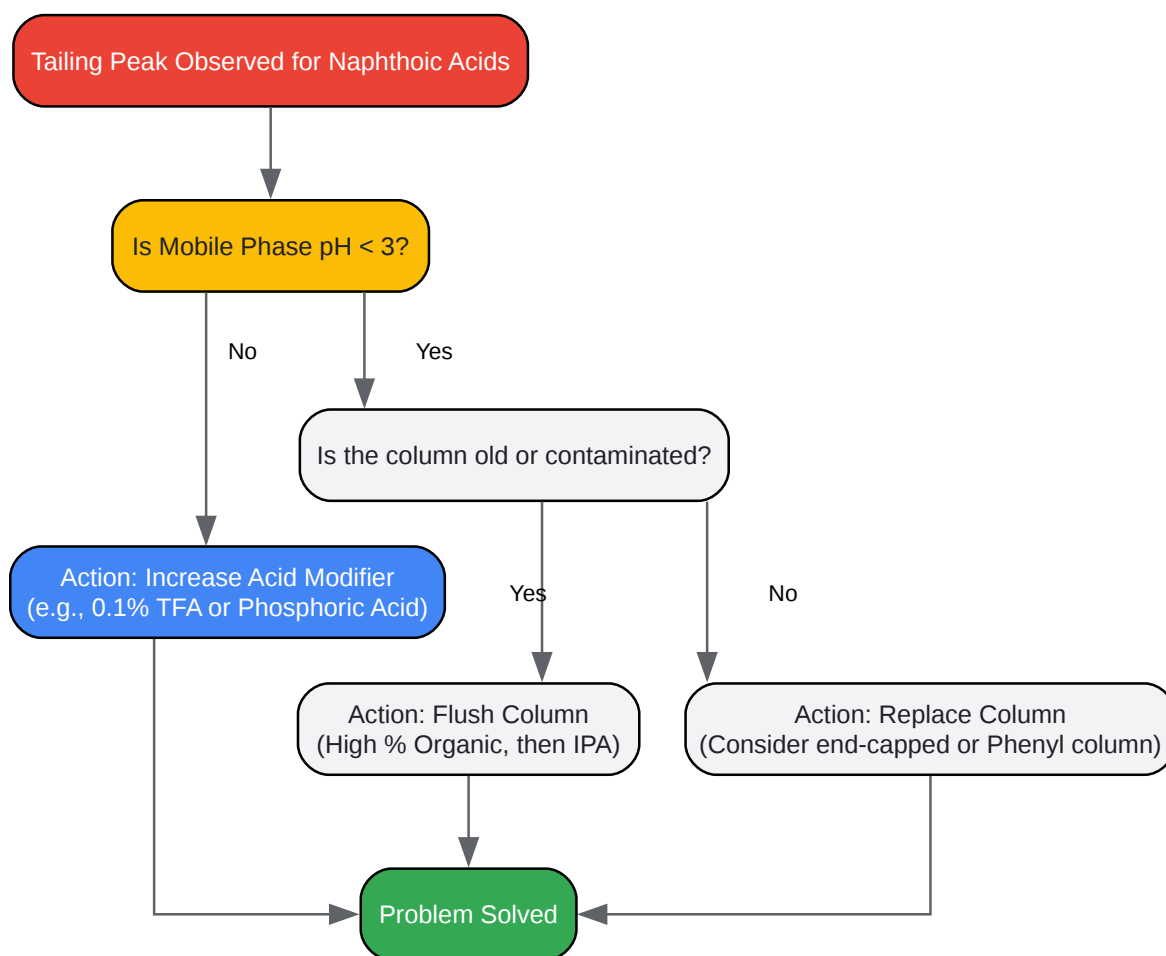 Tailing Peak Observed for Naphthoic Acids
Is Mobile Phase pH < 3?
No
Yes
Is the column old or contaminated?
Action: Increase Acid Modifier
(e.g., 0.1% TFA or Phosphoric Acid)
Yes
No
Action: Flush Column
(High % Organic, then IPA)
Action: Replace Column
(Consider end-capped or Phenyl column)
Problem Solved